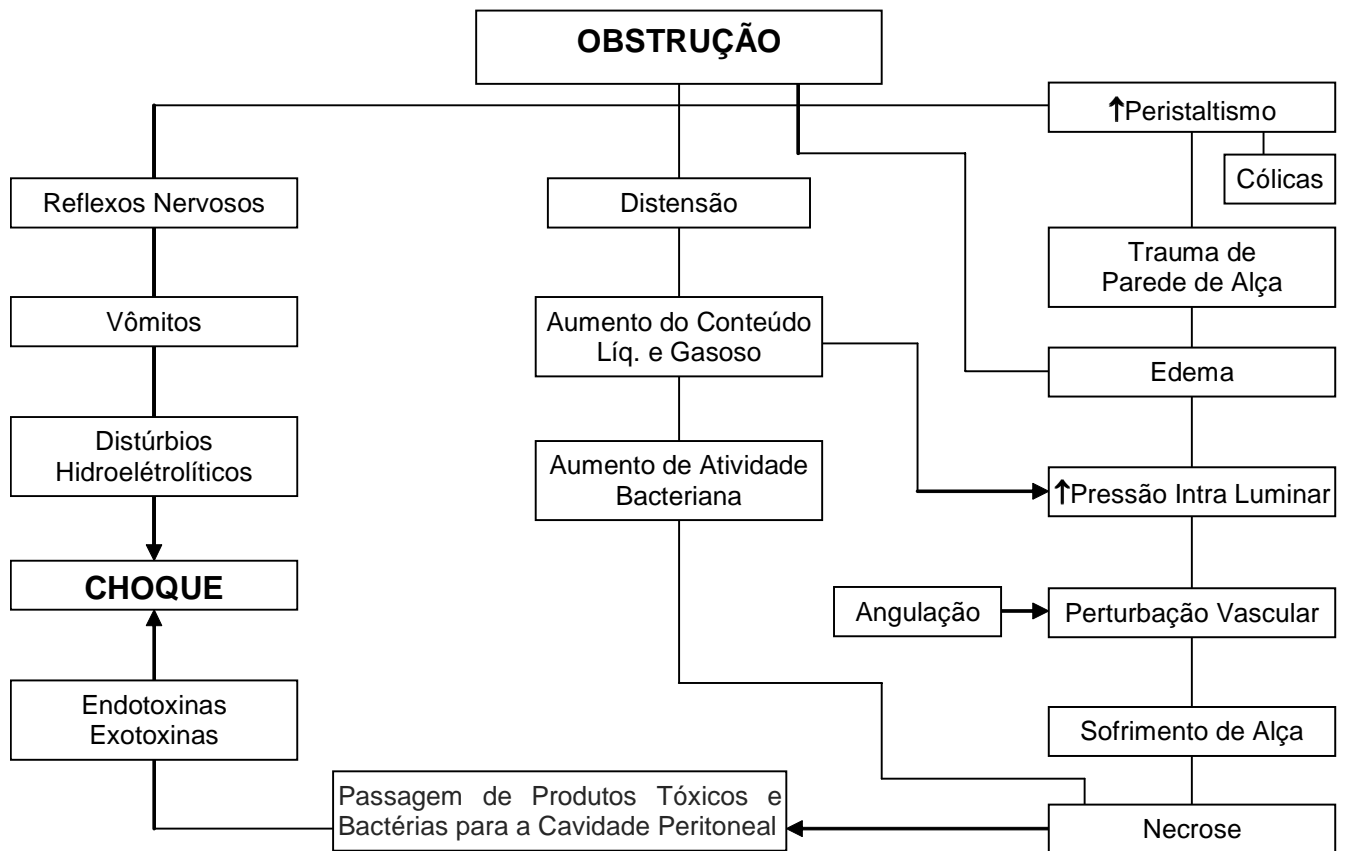 OBSTRUÇÃO
↑Peristaltismo
Cólicas
Reflexos Nervosos
Distensão
Trauma de
Parede de Alça
Vômitos
Aumento do Conteúdo
Líq. e Gasoso
Edema
Distúrbios
Hidroelétrolíticos
Aumento de Atividade
Bacteriana
↑Pressão Intra Luminar
CHOQUE
Angulação
Perturbação Vascular
Endotoxinas
Exotoxinas
Sofrimento de Alça
Passagem de Produtos Tóxicos e
Bactérias para a Cavidade Peritoneal
Necrose